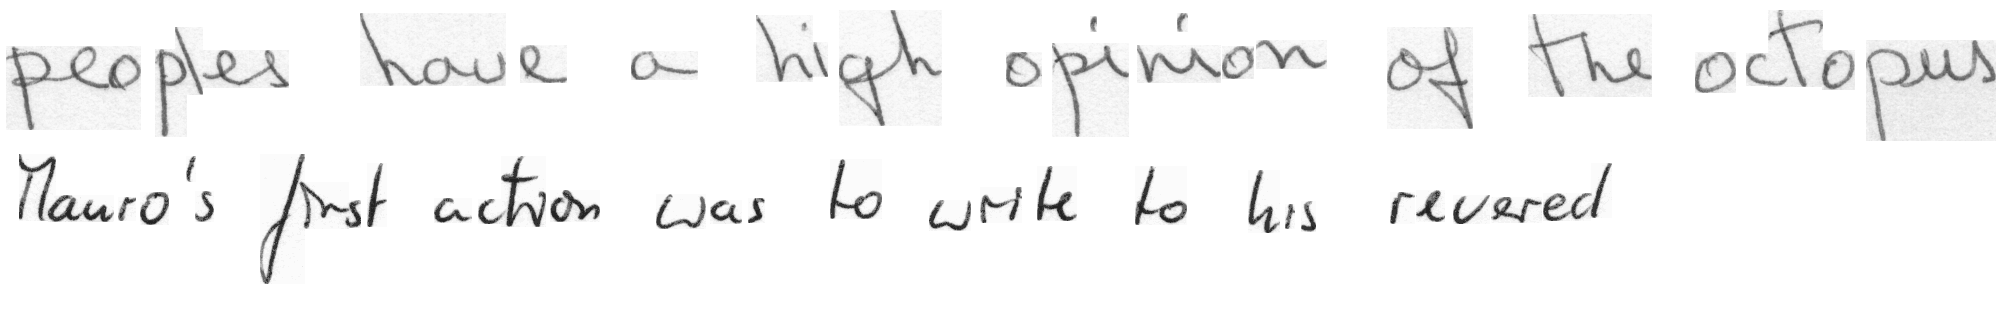 peoples have a high opinion of the octopus
Mauro's first action was to write to his revered